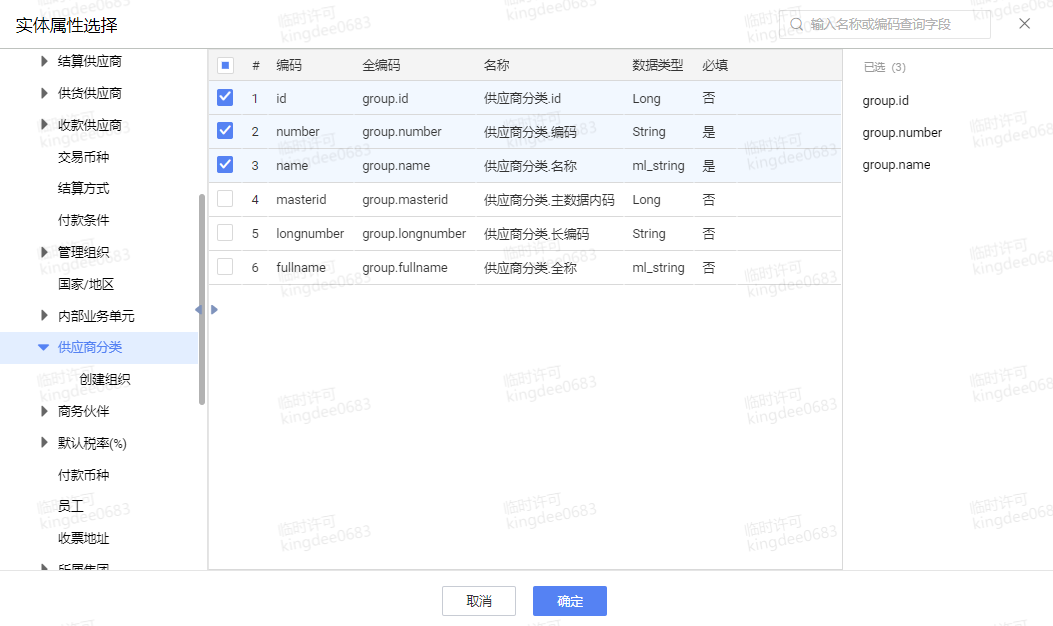 实体属性选择
输入名称或编码查询字段
结算供应商
供货供应商
收款供应商
交易币种
结算方式
付款条件
管理组织
国家/地区
内部业务单元
供应商分类
创建组织
商务伙伴
默认税率(%)
付款币种
员工
收票地址
所属集团
# 编码 全编码 名称 数据类型 必填
1 id group.id 供应商分类.id Long 否
2 number group.number 供应商分类.编码 String 是
3 name group.name 供应商分类.名称 ml_string 是
4 masterid group.masterid 供应商分类.主数据内码 Long 否
5 longnumber group.longnumber 供应商分类.长编码 String 否
6 fullname group.fullname 供应商分类.全称 ml_string 否
已选 (3)
group.id
group.number
group.name
取消
确定
临时许可
kingdee0683